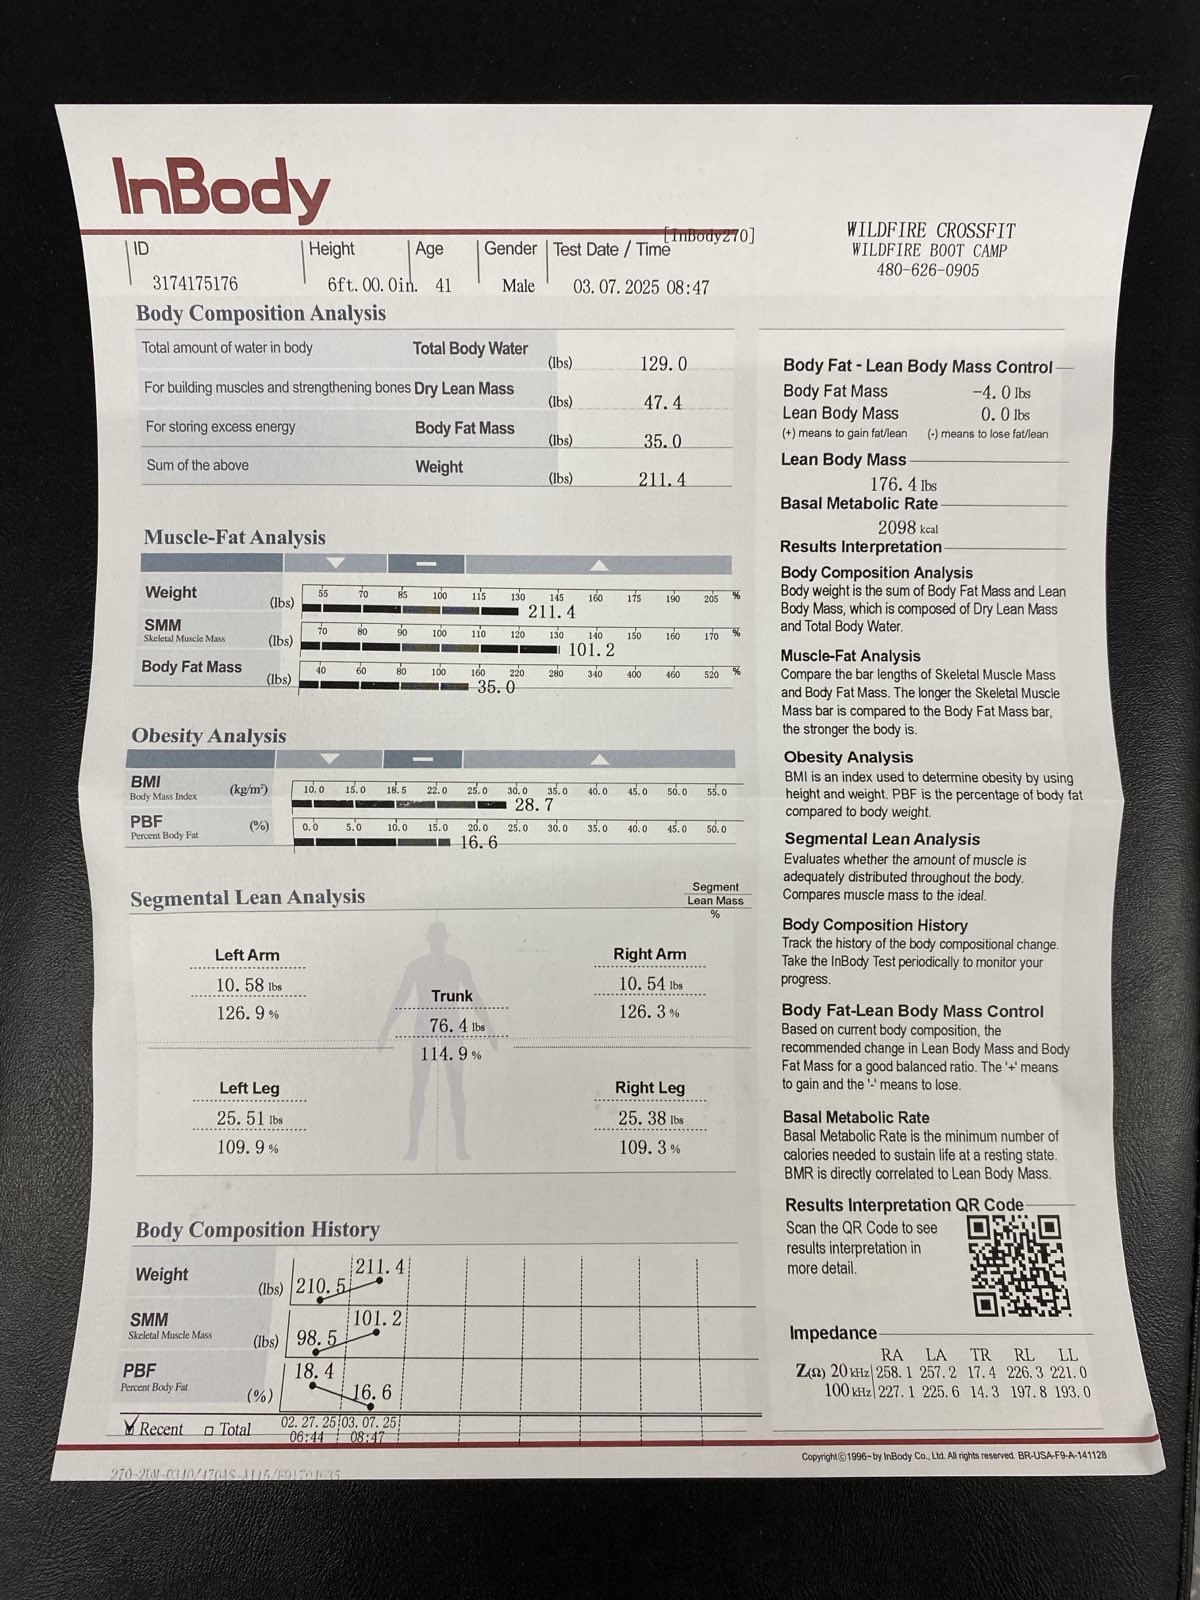 InBody
[InBody270]
ID Height Age Gender Test Date / Time
3174175176 6ft. 00. 0in. 41 Male 03. 07. 2025 08:47
WILDFIRE CROSSFIT
WILDFIRE BOOT CAMP
480-626-0905
Body Composition Analysis
Total amount of water in body Total Body Water (lbs) 129. 0
For building muscles and strengthening bones Dry Lean Mass (lbs) 47. 4
For storing excess energy Body Fat Mass (lbs) 35. 0
Sum of the above Weight (lbs) 211. 4
Muscle-Fat Analysis
Weight (lbs) 55 70 85 100 115 130 145 160 175 190 205 %
211. 4
SMM
Skeletal Muscle Mass (lbs) 70 80 90 100 110 120 130 140 150 160 170 %
101. 2
Body Fat Mass (lbs) 40 60 80 100 160 220 280 340 400 460 520 %
35. 0
Obesity Analysis
BMI
Body Mass Index (kg/m²) 10. 0 15. 0 18. 5 22. 0 25. 0 30. 0 35. 0 40. 0 45. 0 50. 0 55. 0
28. 7
PBF
Percent Body Fat (%) 0. 0 5. 0 10. 0 15. 0 20. 0 25. 0 30. 0 35. 0 40. 0 45. 0 50. 0
16. 6
Segmental Lean Analysis
Segment
Lean Mass
%
Left Arm
10. 58 lbs
126. 9 %
Right Arm
10. 54 lbs
126. 3 %
Trunk
76. 4 lbs
114. 9 %
Left Leg
25. 51 lbs
109. 9 %
Right Leg
25. 38 lbs
109. 3 %
Body Composition History
Weight (lbs) 210. 5 211. 4
SMM
Skeletal Muscle Mass (lbs) 98. 5 101. 2
PBF
Percent Body Fat (%) 18. 4 16. 6
Recent Total 02. 27. 25 03. 07. 25
06:44 08:47
Body Fat - Lean Body Mass Control
Body Fat Mass -4. 0 lbs
Lean Body Mass 0. 0 lbs
(+) means to gain fat/lean (-) means to lose fat/lean
Lean Body Mass
176. 4 lbs
Basal Metabolic Rate
2098 kcal
Results Interpretation
Body Composition Analysis
Body weight is the sum of Body Fat Mass and Lean
Body Mass, which is composed of Dry Lean Mass
and Total Body Water.
Muscle-Fat Analysis
Compare the bar lengths of Skeletal Muscle Mass
and Body Fat Mass. The longer the Skeletal Muscle
Mass bar is compared to the Body Fat Mass bar,
the stronger the body is.
Obesity Analysis
BMI is an index used to determine obesity by using
height and weight. PBF is the percentage of body fat
compared to body weight.
Segmental Lean Analysis
Evaluates whether the amount of muscle is
adequately distributed throughout the body.
Compares muscle mass to the ideal.
Body Composition History
Track the history of the body compositional change.
Take the InBody Test periodically to monitor your
progress.
Body Fat-Lean Body Mass Control
Based on current body composition, the
recommended change in Lean Body Mass and Body
Fat Mass for a good balanced ratio. The '+' means
to gain and the '-' means to lose.
Basal Metabolic Rate
Basal Metabolic Rate is the minimum number of
calories needed to sustain life at a resting state.
BMR is directly correlated to Lean Body Mass.
Results Interpretation QR Code
Scan the QR Code to see
results interpretation in
more detail.
Impedance
RA LA TR RL LL
Z(Ω) 20 kHz 258. 1 257. 2 17. 4 226. 3 221. 0
100 kHz 227. 1 225. 6 14. 3 197. 8 193. 0
Copyright©1996~by InBody Co., Ltd. All rights reserved. BR-USA-F9-A-141128